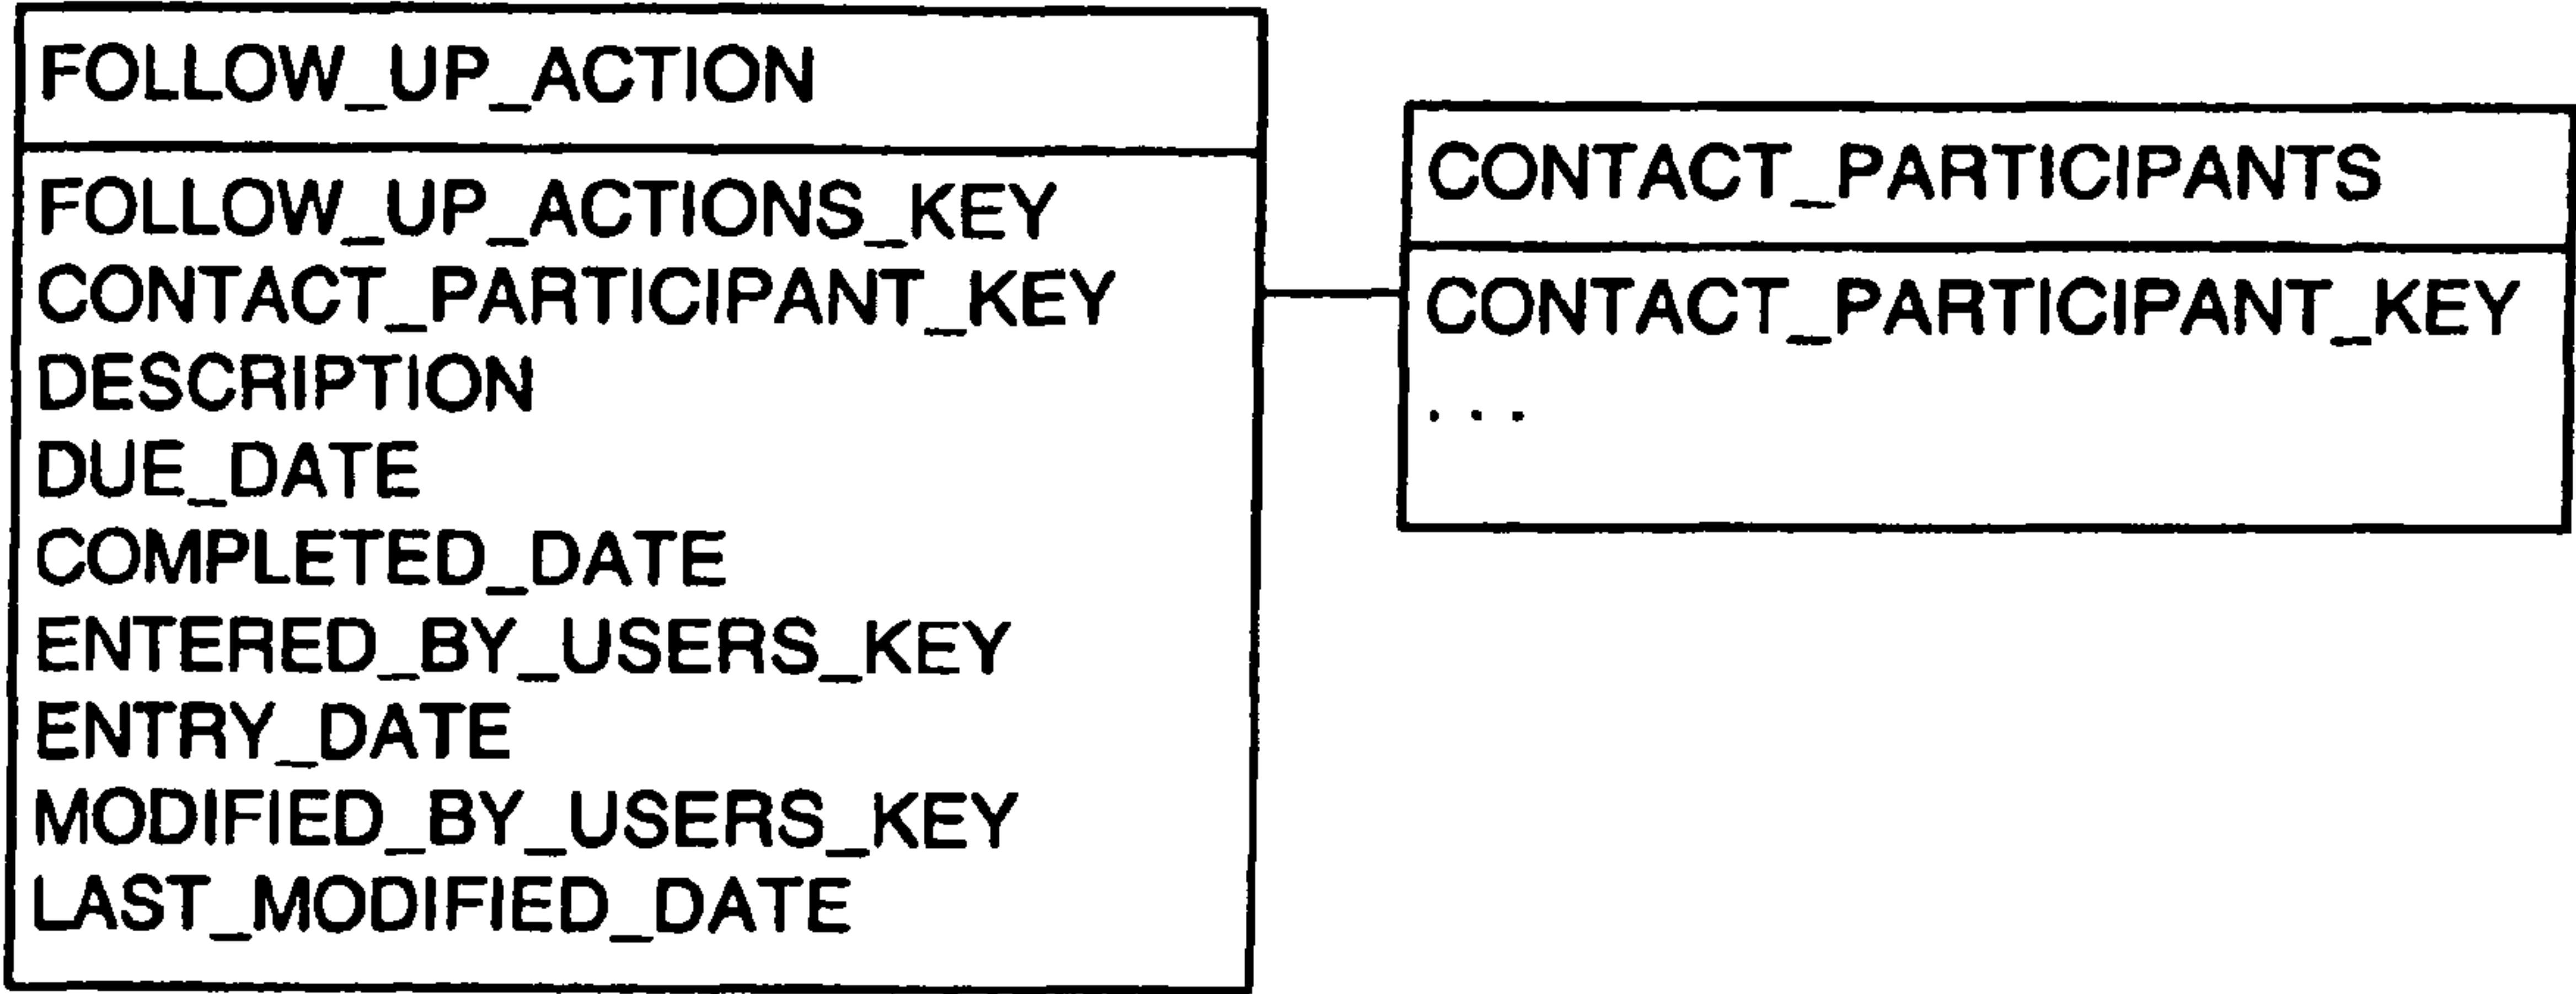 FOLLOW_UP_ACTION
FOLLOW_UP_ACTIONS_KEY
CONTACT_PARTICIPANT_KEY
DESCRIPTION
DUE_DATE
COMPLETED_DATE
ENTERED_BY_USERS_KEY
ENTRY_DATE
MODIFIED_BY_USERS_KEY
LAST_MODIFIED_DATE
CONTACT_PARTICIPANTS
CONTACT_PARTICIPANT_KEY
. . .